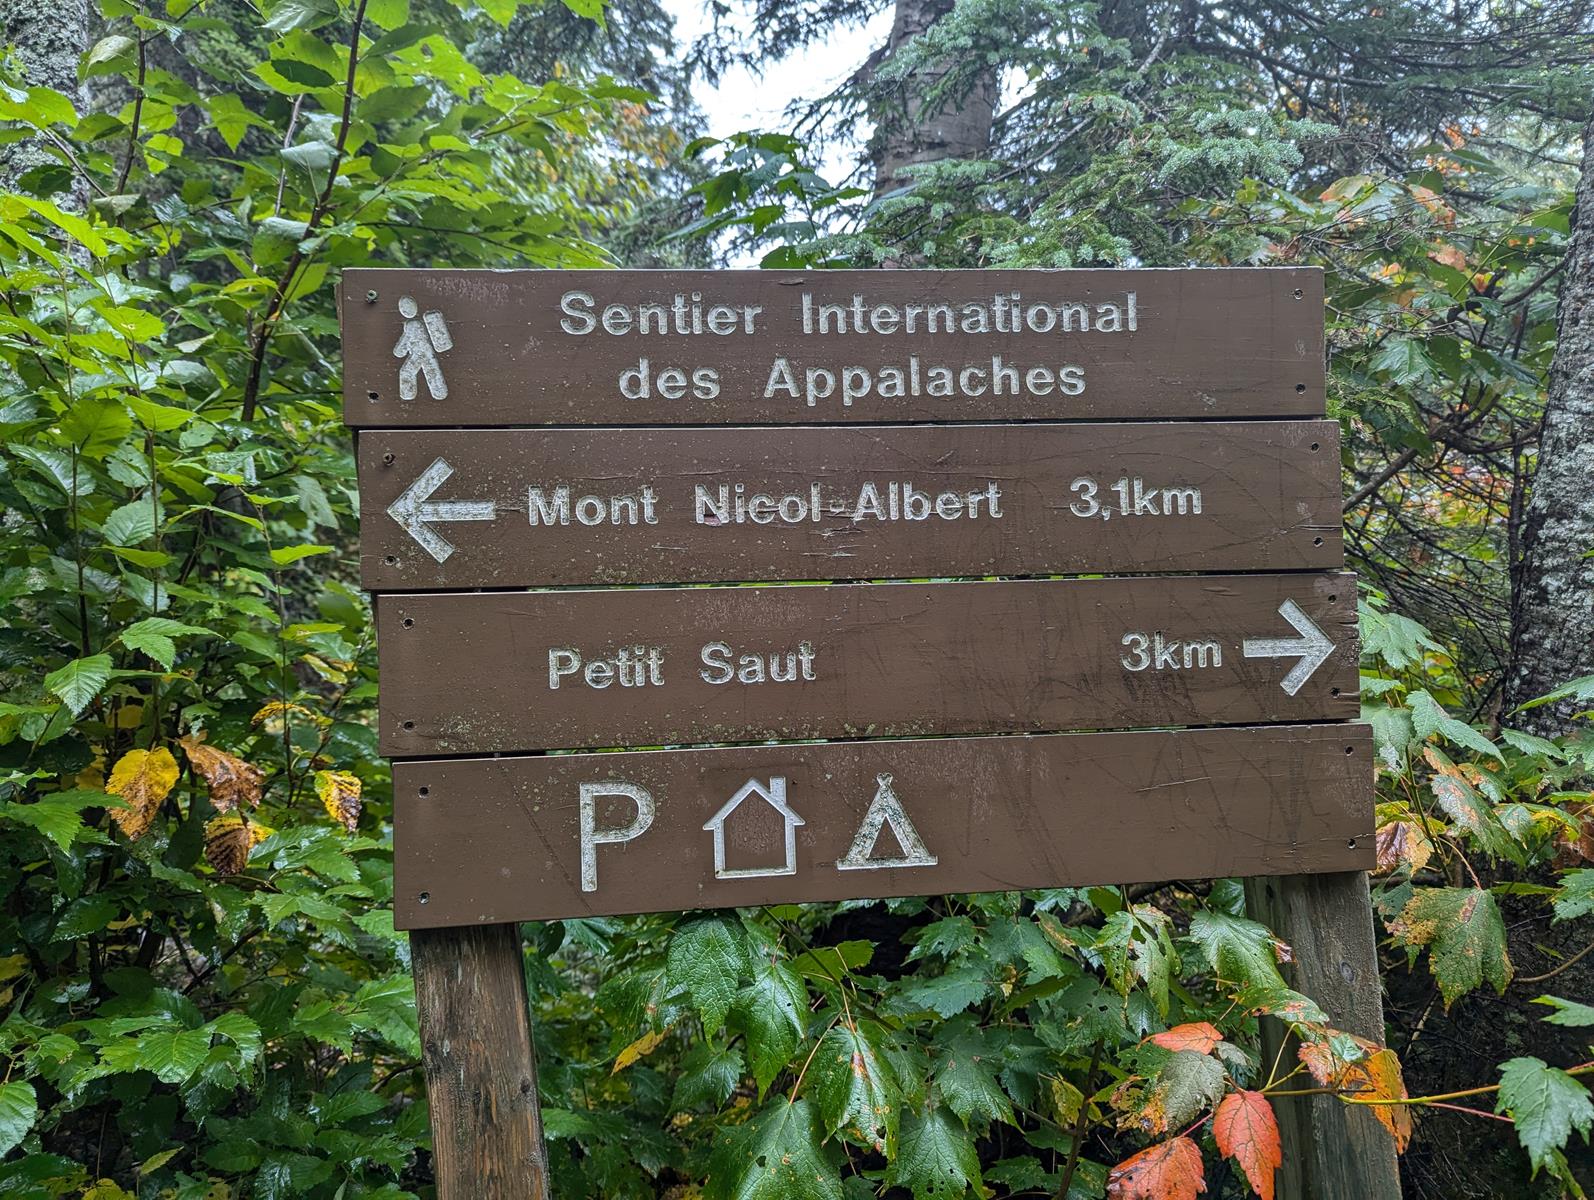 Sentier International
des Appalaches
Mont Nicol-Albert 3,1km
Petit Saut 3km
P